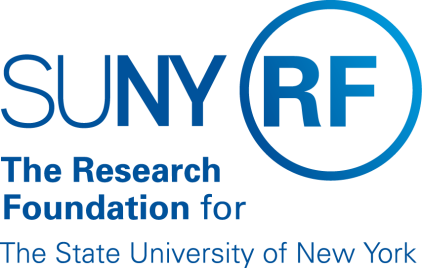 SUNY RF
The Research
Foundation for
The State University of New York